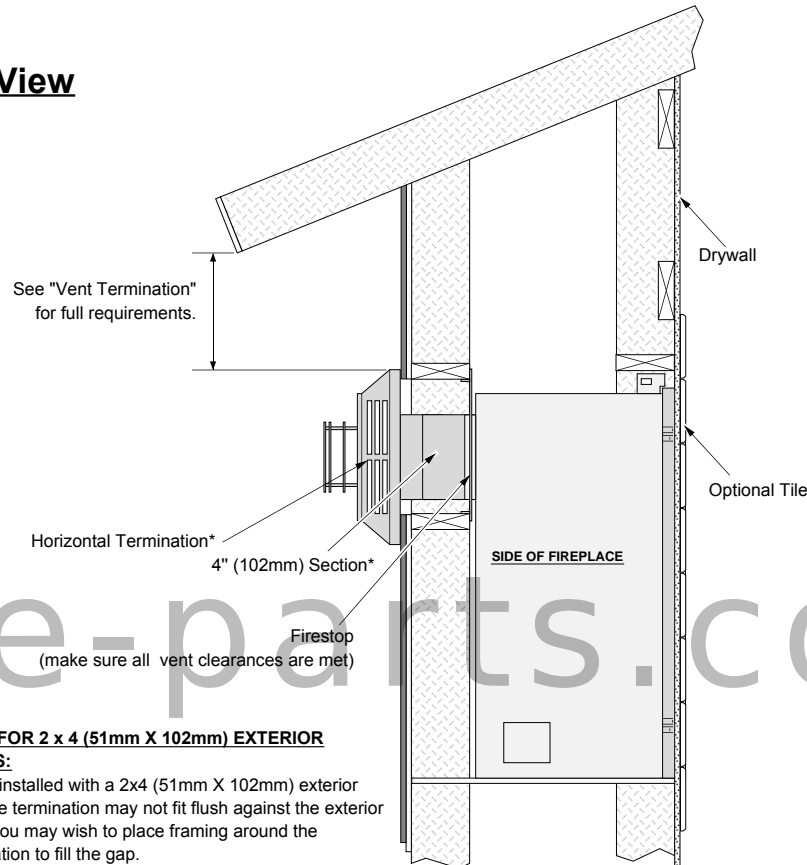 View
See "Vent Termination"
for full requirements.
Drywall
Optional Tile
Horizontal Termination*
4" (102mm) Section*
SIDE OF FIREPLACE
Firestop
(make sure all vent clearances are met)
e-parts.co
FOR 2 x 4 (51mm X 102mm) EXTERIOR
S:
installed with a 2x4 (51mm X 102mm) exterior
e termination may not fit flush against the exterior
ou may wish to place framing around the
ation to fill the gap.